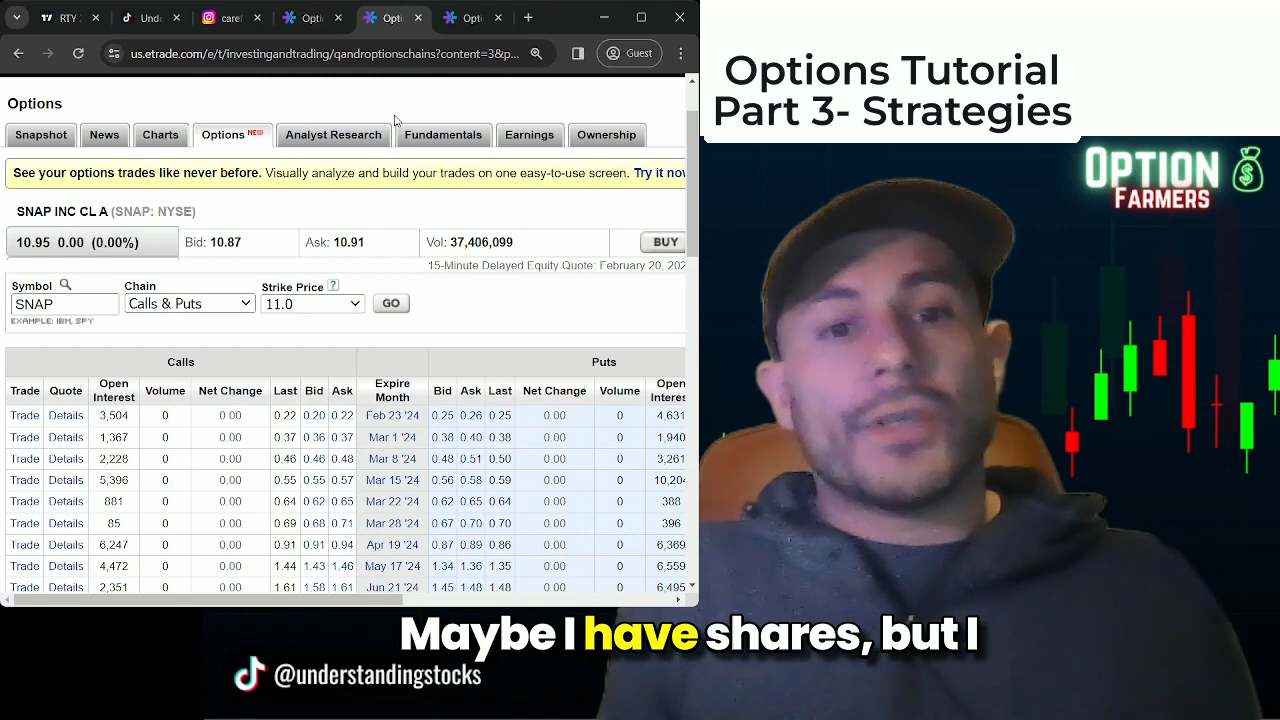 RTY
Und
caref
Opti
Opti
Opti
us.etrade.com/e/t/investingandtrading/qandroptionschains?content=3&p...
Guest
Options
Snapshot News Charts Options NEW Analyst Research Fundamentals Earnings Ownership
See your options trades like never before. Visually analyze and build your trades on one easy-to-use screen. Try it now
SNAP INC CL A (SNAP: NYSE)
10.95 0.00 (0.00%) Bid: 10.87 Ask: 10.91 Vol: 37,406,099 BUY
15-Minute Delayed Equity Quote: February 20, 202
Symbol Chain Strike Price ?
SNAP Calls & Puts 11.0 GO
EXAMPLE: IBM, SPY
Calls Puts
Trade Quote Open Interest Volume Net Change Last Bid Ask Expire Month Bid Ask Last Net Change Volume Open Interes
Trade Details 3,504 0 0.00 0.22 0.20 0.22 Feb 23 '24 0.25 0.26 0.25 0.00 0 4,631
Trade Details 1,367 0 0.00 0.37 0.36 0.37 Mar 1 '24 0.38 0.40 0.38 0.00 0 1,940
Trade Details 2,228 0 0.00 0.46 0.46 0.48 Mar 8 '24 0.48 0.51 0.50 0.00 0 3,261
Trade Details 5,396 0 0.00 0.55 0.55 0.57 Mar 15 '24 0.56 0.58 0.59 0.00 0 10,204
Trade Details 881 0 0.00 0.64 0.62 0.65 Mar 22 '24 0.62 0.65 0.64 0.00 0 388
Trade Details 85 0 0.00 0.69 0.68 0.71 Mar 28 '24 0.67 0.70 0.70 0.00 0 396
Trade Details 6,247 0 0.00 0.91 0.91 0.94 Apr 19 '24 0.87 0.89 0.86 0.00 0 6,369
Trade Details 4,472 0 0.00 1.44 1.43 1.46 May 17 '24 1.34 1.36 1.35 0.00 0 6,559
Trade Details 2,351 0 0.00 1.61 1.58 1.61 Jun 21 '24 1.45 1.48 1.48 0.00 0 6,495
Options Tutorial
Part 3- Strategies
OPTION
FARMERS
Maybe I have shares, but I
@understandingstocks